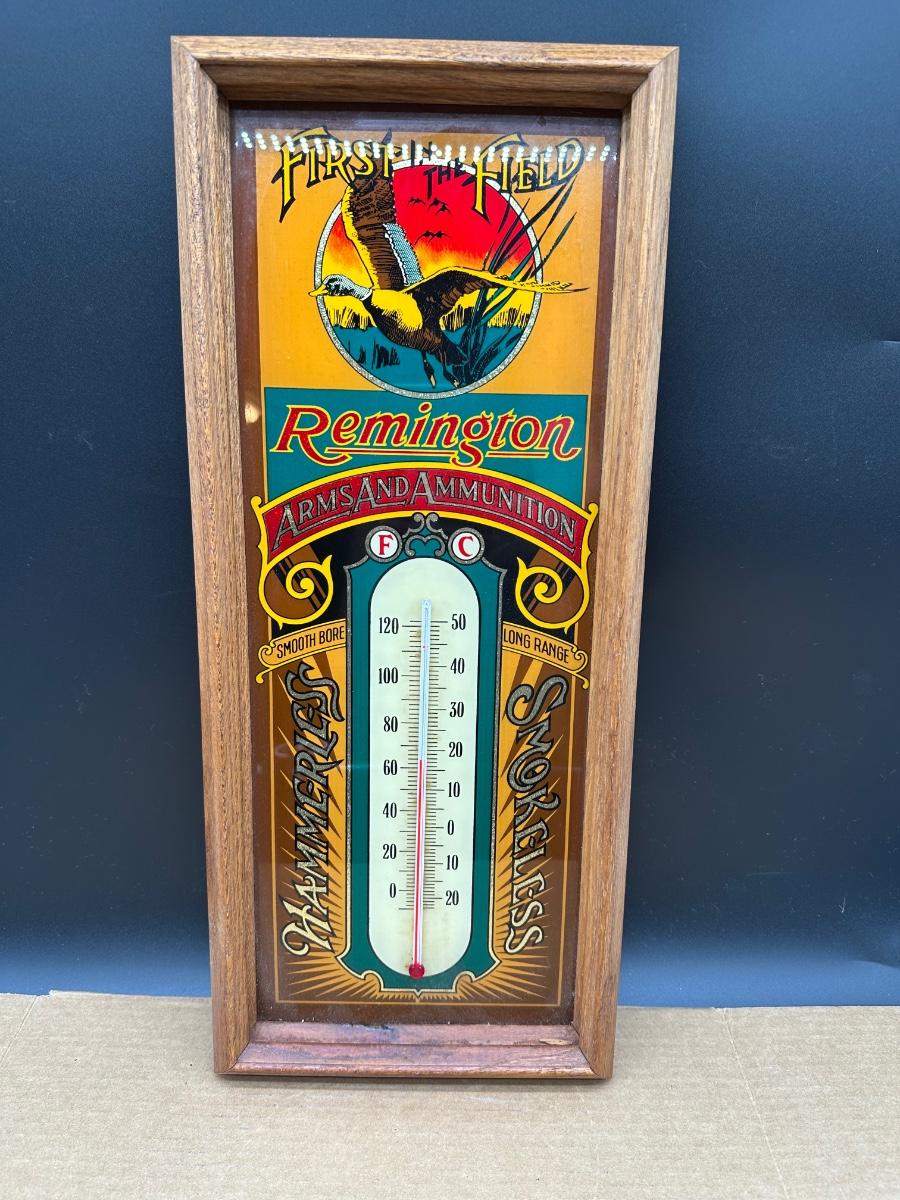 FIRST IN THE FIELD
Remington
ARMS AND AMMUNITION
F C
SMOOTH BORE LONG RANGE
HAMMERLESS
SMOKELESS
120 50
100 40
80 30
60 20
40 10
20 0
0 10
20